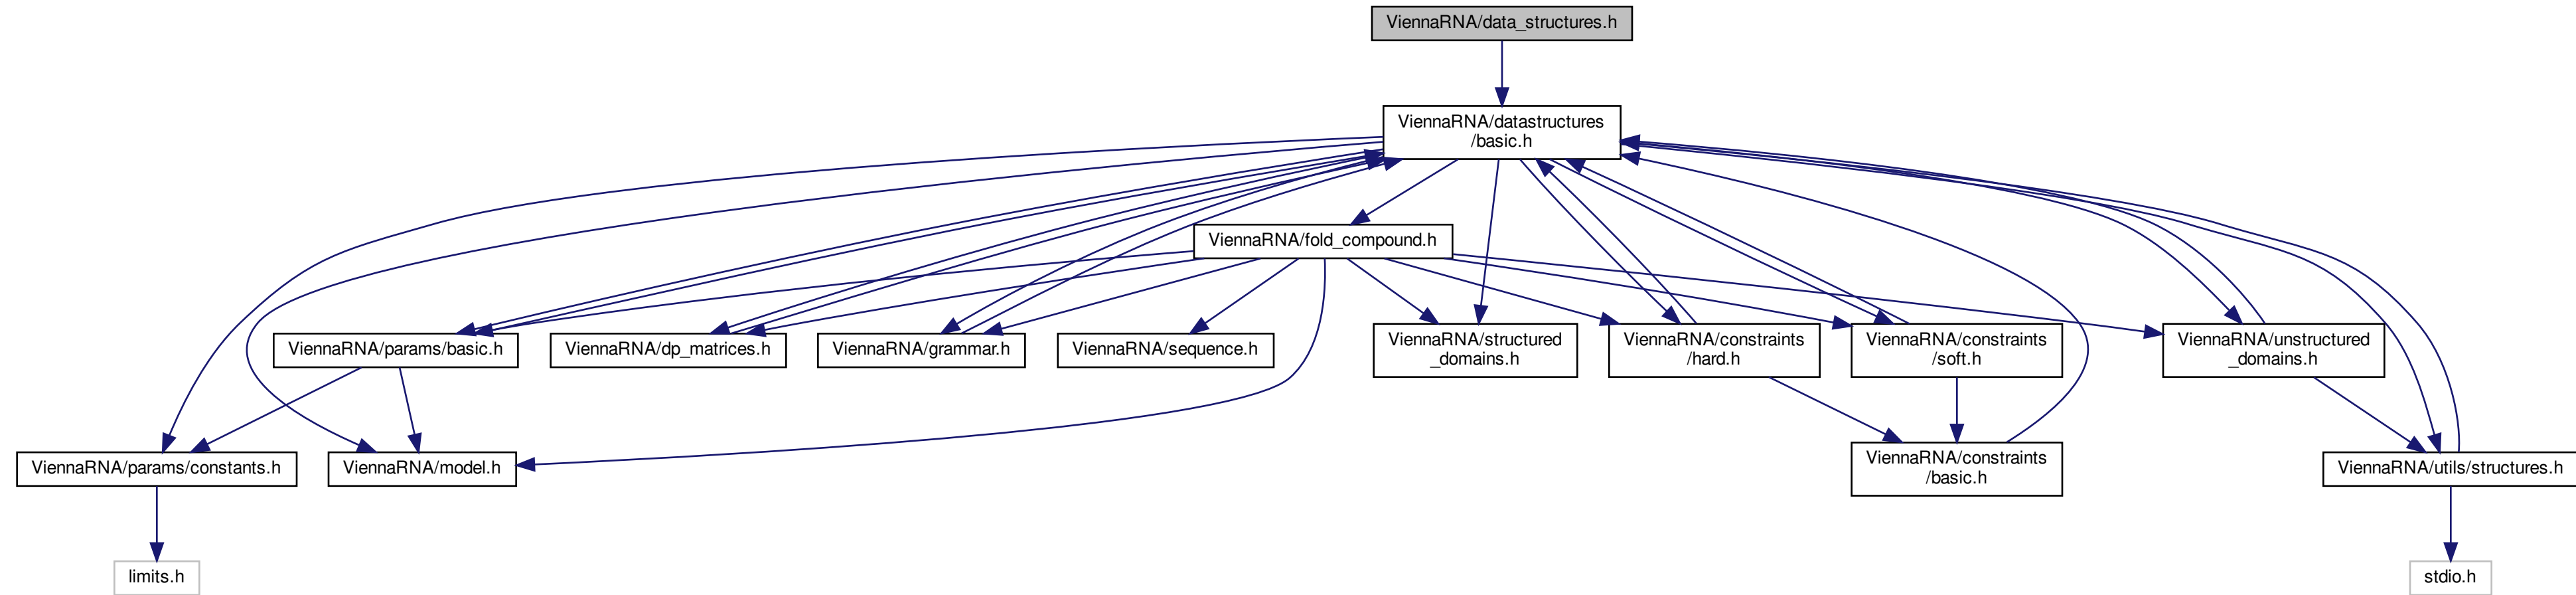 ViennaRNA/data_structures.h
ViennaRNA/datastructures
/basic.h
ViennaRNA/fold_compound.h
ViennaRNA/params/basic.h
ViennaRNA/dp_matrices.h
ViennaRNA/grammar.h
ViennaRNA/sequence.h
ViennaRNA/structured
_domains.h
ViennaRNA/constraints
/hard.h
ViennaRNA/constraints
/soft.h
ViennaRNA/unstructured
_domains.h
ViennaRNA/params/constants.h
ViennaRNA/model.h
ViennaRNA/constraints
/basic.h
ViennaRNA/utils/structures.h
limits.h
stdio.h